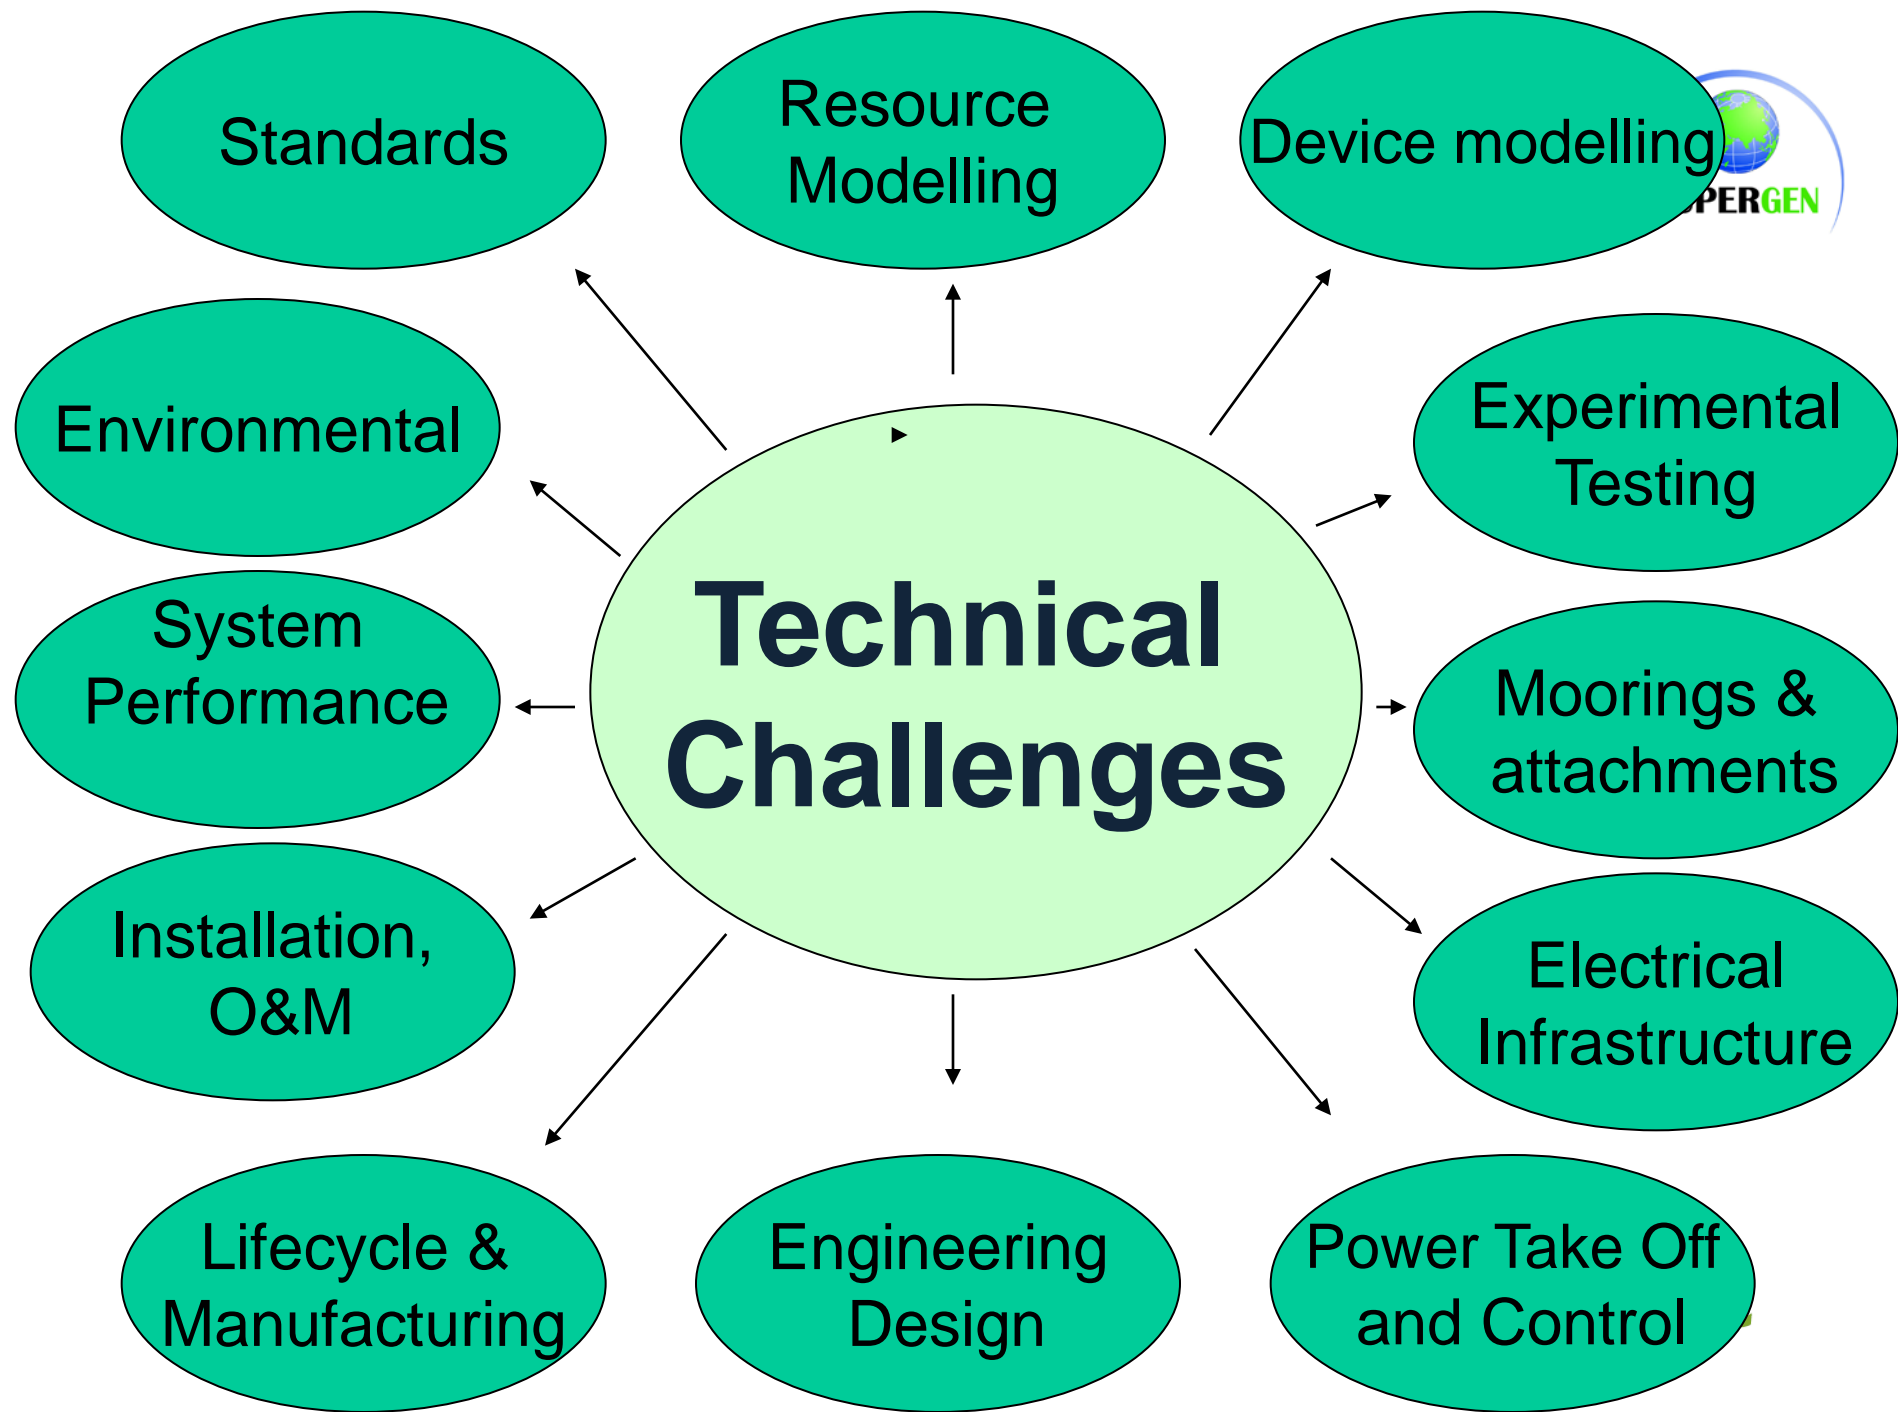 Standards
Resource
Modelling
Device modelling
PERGEN
Environmental
Experimental
Testing
System
Performance
Technical
Challenges
Moorings &
attachments
Installation,
O&M
Electrical
Infrastructure
Lifecycle &
Manufacturing
Engineering
Design
Power Take Off
and Control